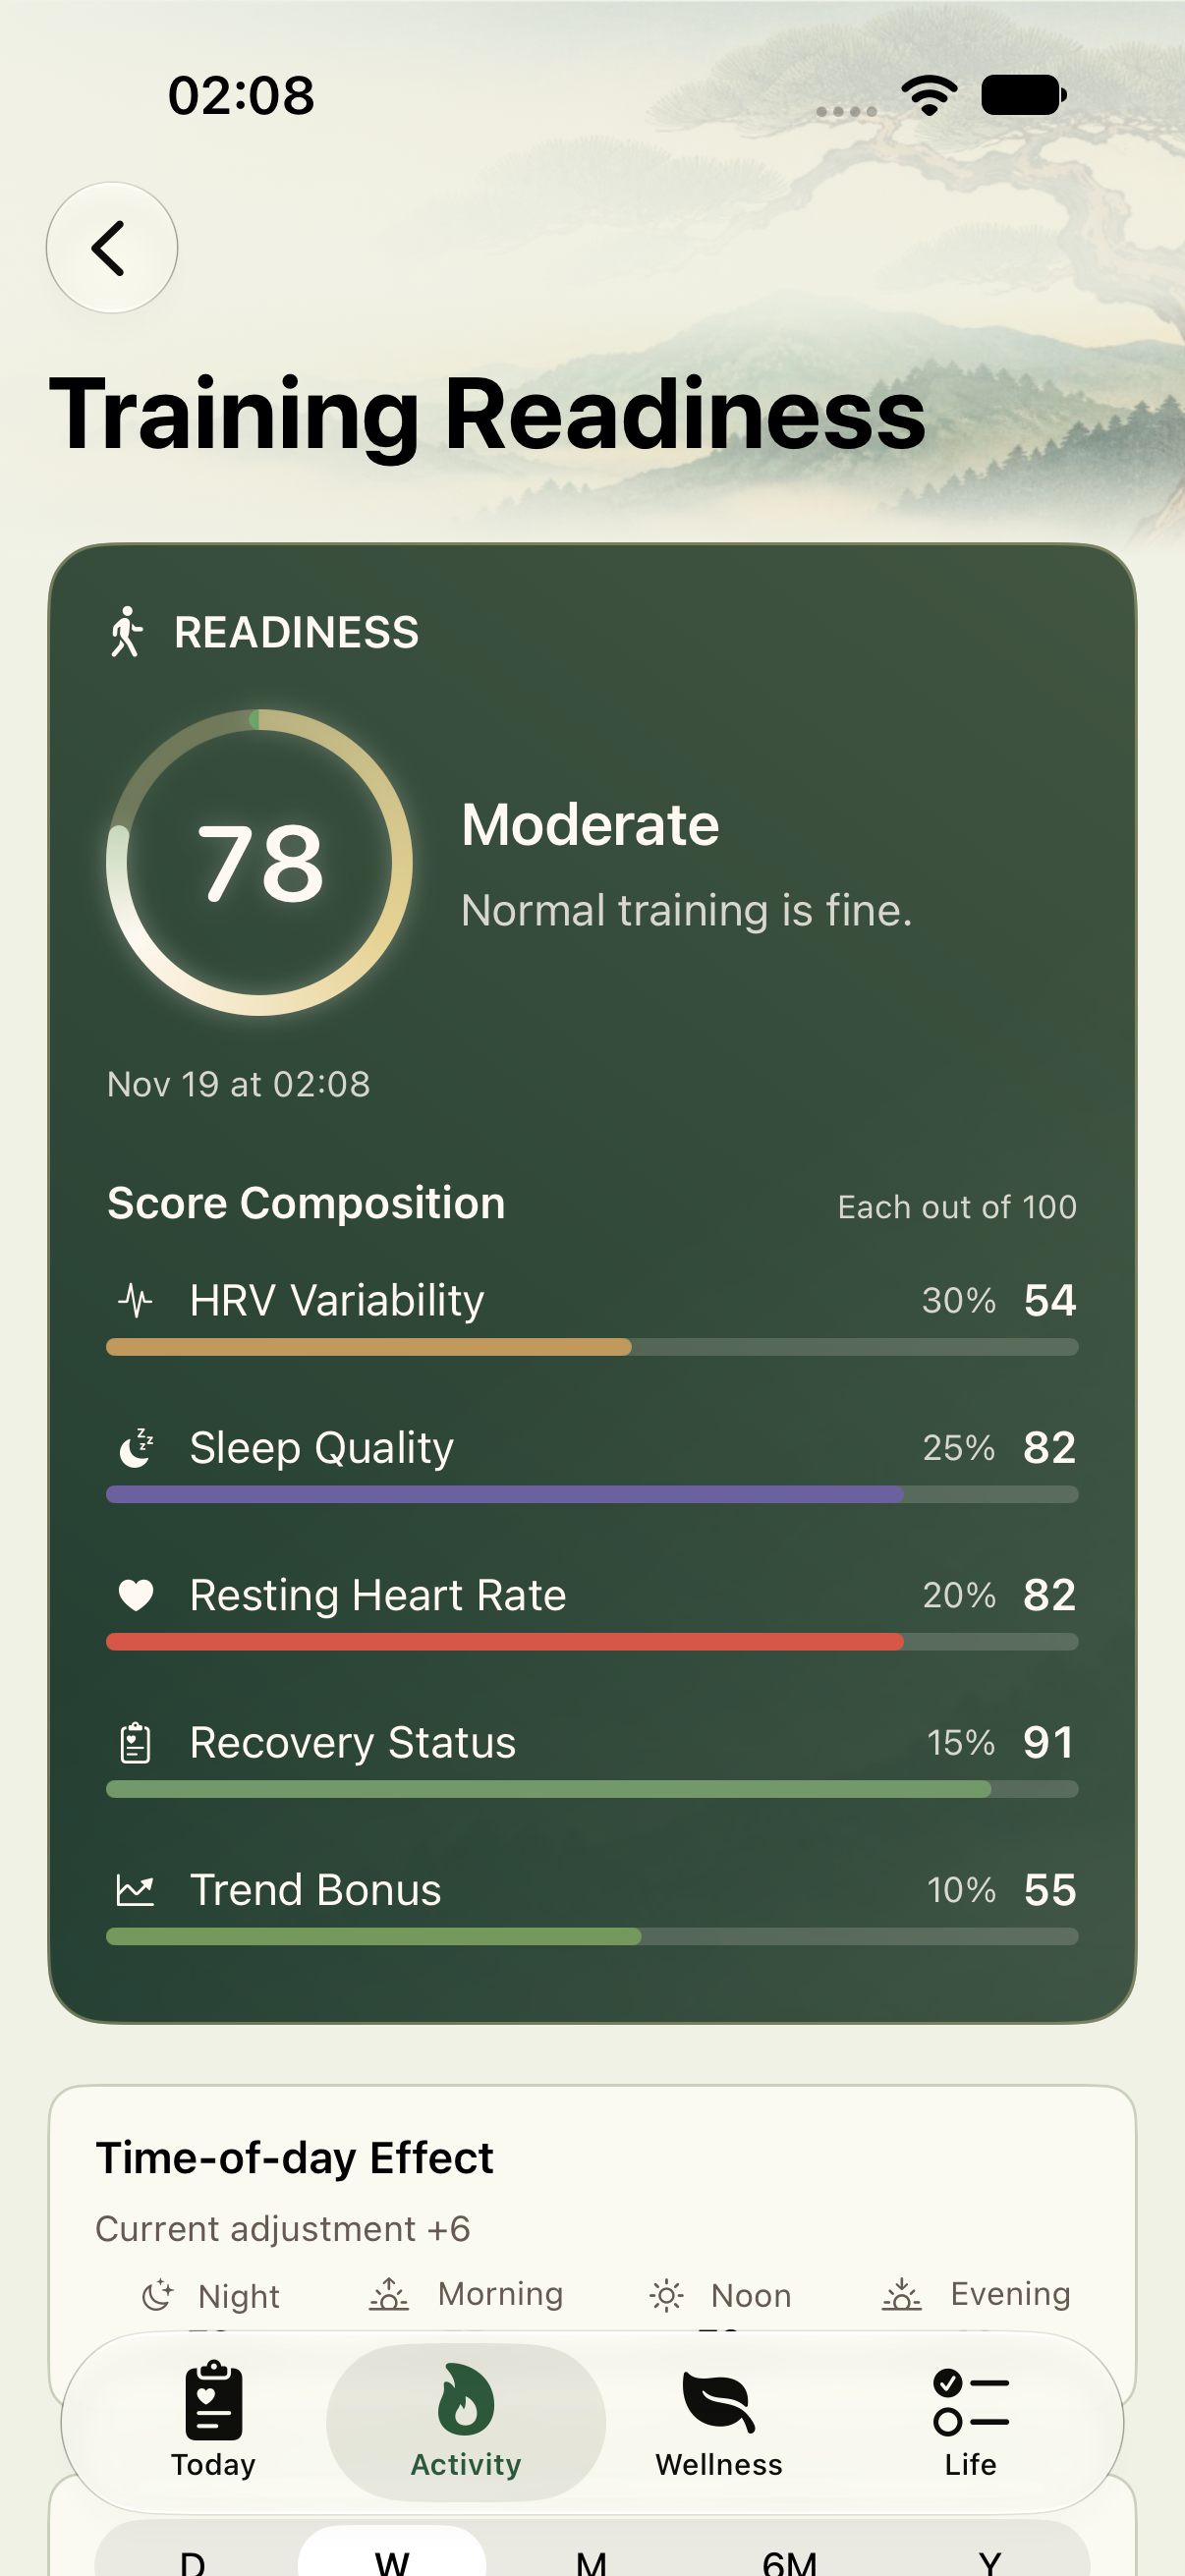 02:08
Training Readiness
READINESS
78
Moderate
Normal training is fine.
Nov 19 at 02:08
Score Composition
Each out of 100
HRV Variability 30% 54
Sleep Quality 25% 82
Resting Heart Rate 20% 82
Recovery Status 15% 91
Trend Bonus 10% 55
Time-of-day Effect
Current adjustment +6
Night Morning Noon Evening
Today Activity Wellness Life
D W M 6M Y